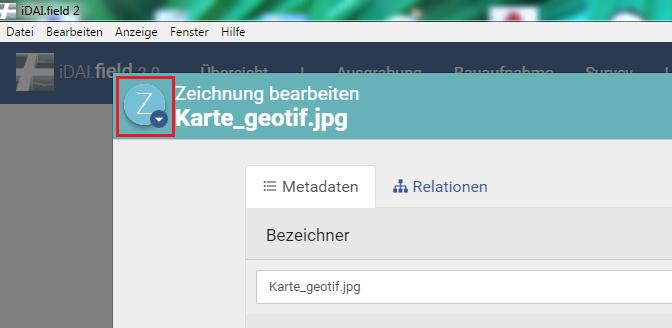 iDAI.field 2
Datei Bearbeiten Anzeige Fenster Hilfe
iDAI.field 2.0 Übersicht Ausgrabung Bauaufnahme Survey
Z Zeichnung bearbeiten
Karte_geotif.jpg
Metadaten Relationen
Bezeichner
Karte_geotif.jpg